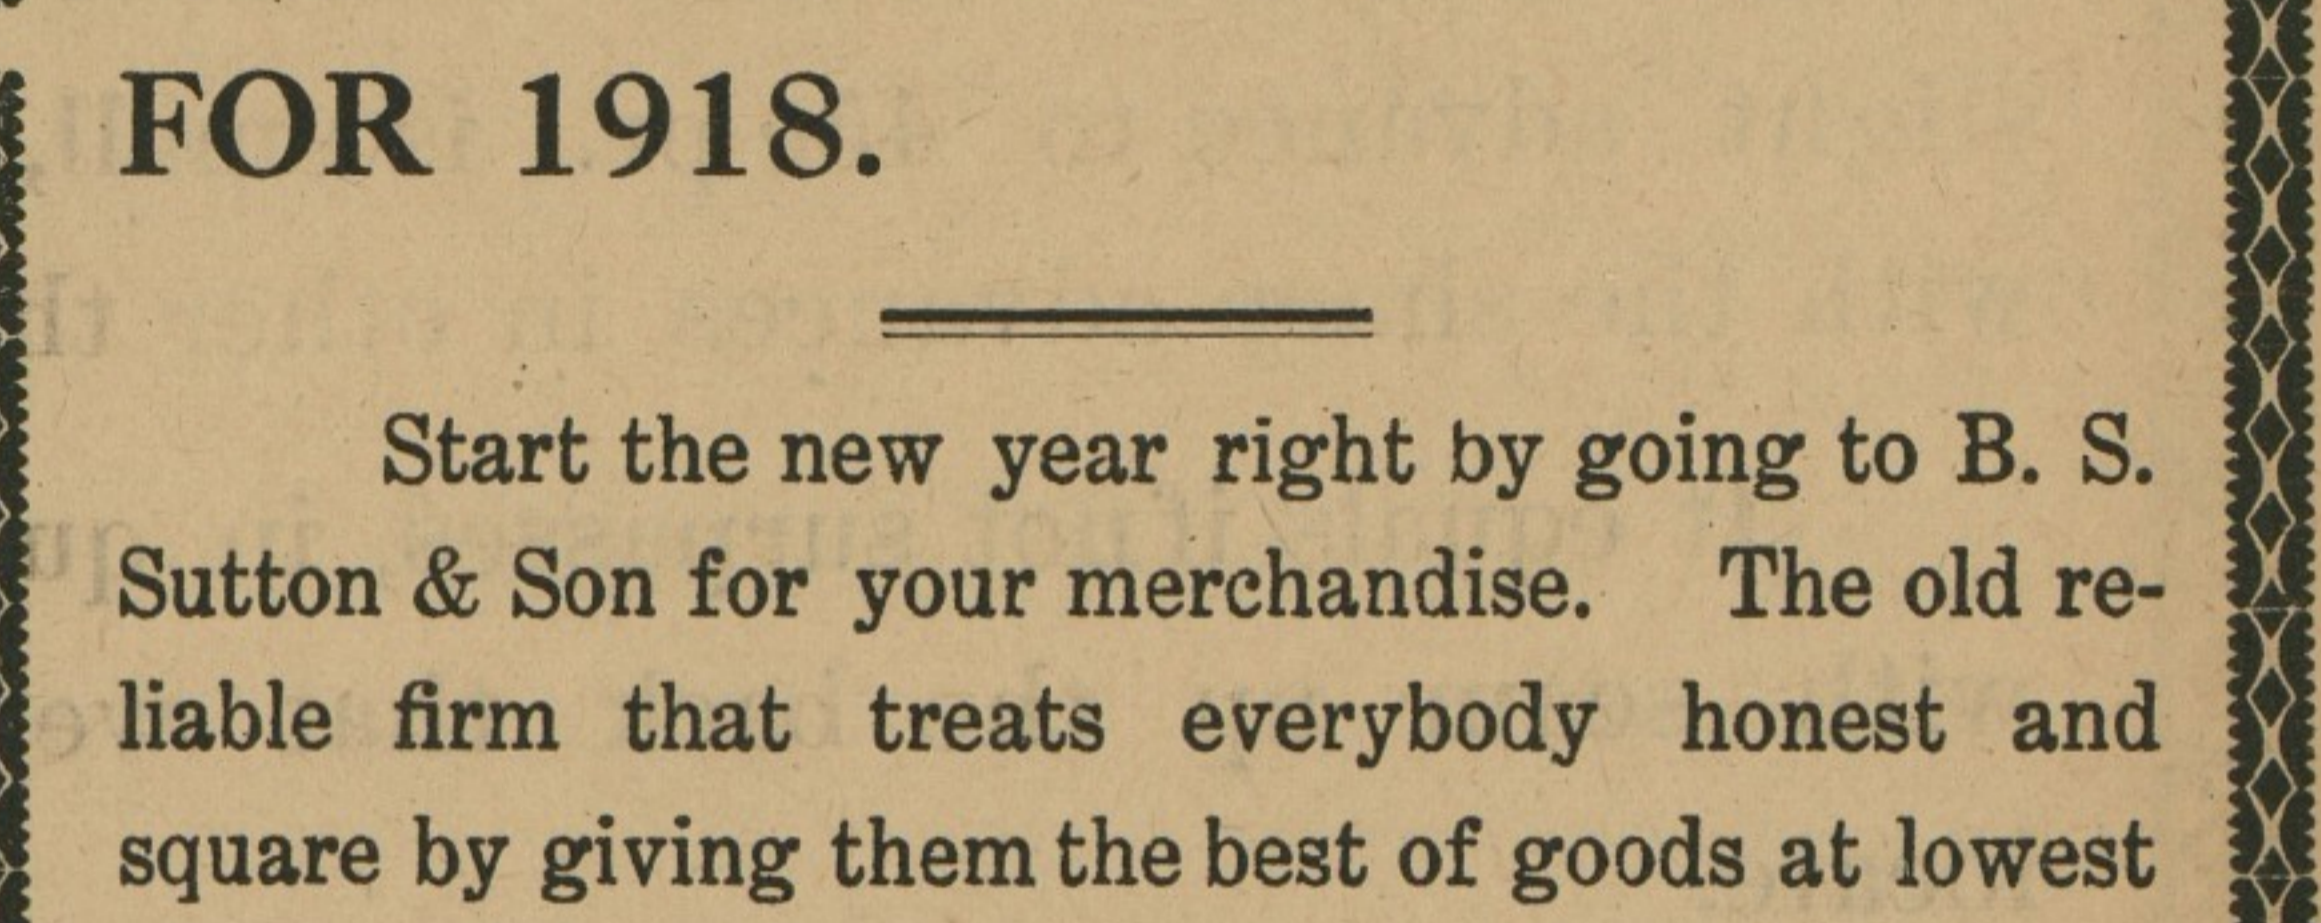 FOR 1918.
Start the new year right by going to B. S.
Sutton & Son for your merchandise. The old re-
liable firm that treats everybody honest and
square by giving them the best of goods at lowest